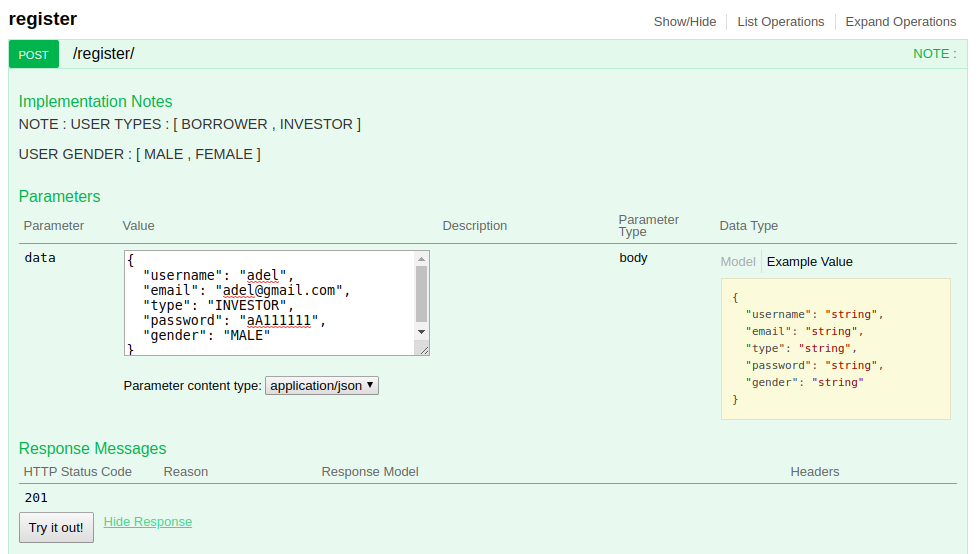 register
Show/Hide List Operations Expand Operations
POST /register/ NOTE :
Implementation Notes
NOTE : USER TYPES : [ BORROWER , INVESTOR ]
USER GENDER : [ MALE , FEMALE ]
Parameters
Parameter Value Description Parameter Type Data Type
data
{
"username": "adel",
"email": "adel@gmail.com",
"type": "INVESTOR",
"password": "aA111111",
"gender": "MALE"
}
Parameter content type: application/json
body
Model Example Value
{
"username": "string",
"email": "string",
"type": "string",
"password": "string",
"gender": "string"
}
Response Messages
HTTP Status Code Reason Response Model Headers
201
Try it out! Hide Response